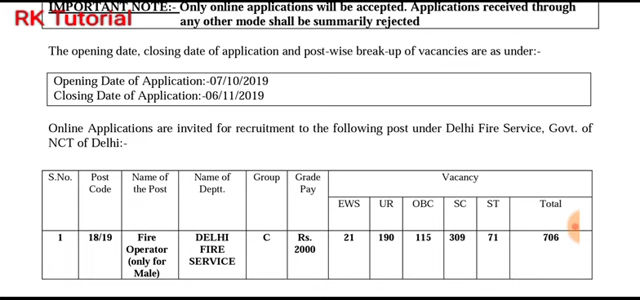 IMPORTANT NOTE:- Only online applications will be accepted. Applications received through
any other mode shall be summarily rejected
RK Tutorial
The opening date, closing date of application and post-wise break-up of vacancies are as under:-
Opening Date of Application:-07/10/2019
Closing Date of Application:-06/11/2019
Online Applications are invited for recruitment to the following post under Delhi Fire Service, Govt. of
NCT of Delhi:-
S.No. Post Code Name of the Post Name of Deptt. Group Grade Pay Vacancy
EWS UR OBC SC ST Total
1 18/19 Fire Operator (only for Male) DELHI FIRE SERVICE C Rs. 2000 21 190 115 309 71 706